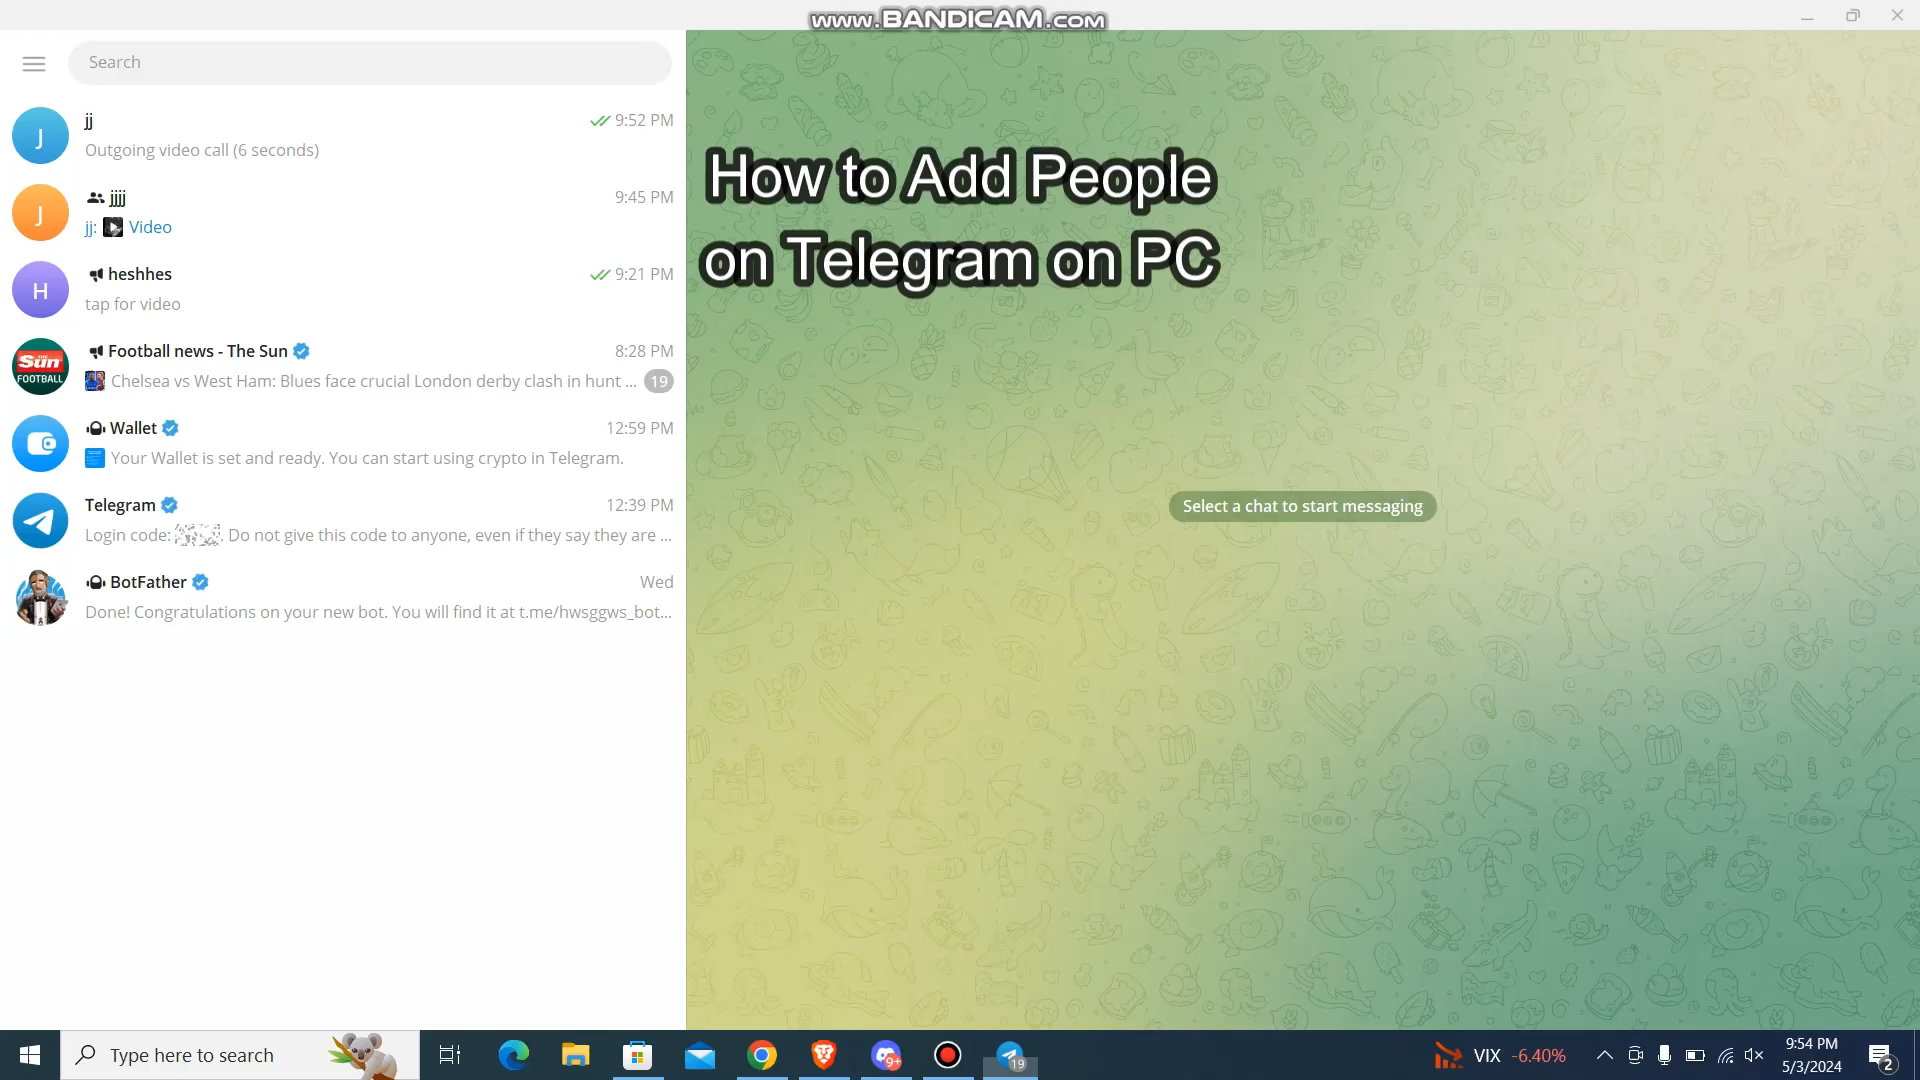 www.BANDICAM.com
Search
J
jj
9:52 PM
Outgoing video call (6 seconds)
J
jjjj
9:45 PM
jj: Video
H
heshhes
9:21 PM
tap for video
THE Sun FOOTBALL
Football news - The Sun
8:28 PM
Chelsea vs West Ham: Blues face crucial London derby clash in hunt ...
19
Wallet
12:59 PM
Your Wallet is set and ready. You can start using crypto in Telegram.
Telegram
12:39 PM
Login code: . Do not give this code to anyone, even if they say they are ...
BotFather
Wed
Done! Congratulations on your new bot. You will find it at t.me/hwsggws_bot...
How to Add People
on Telegram on PC
Select a chat to start messaging
Type here to search
9+
19
VIX -6.40%
9:54 PM
5/3/2024
2